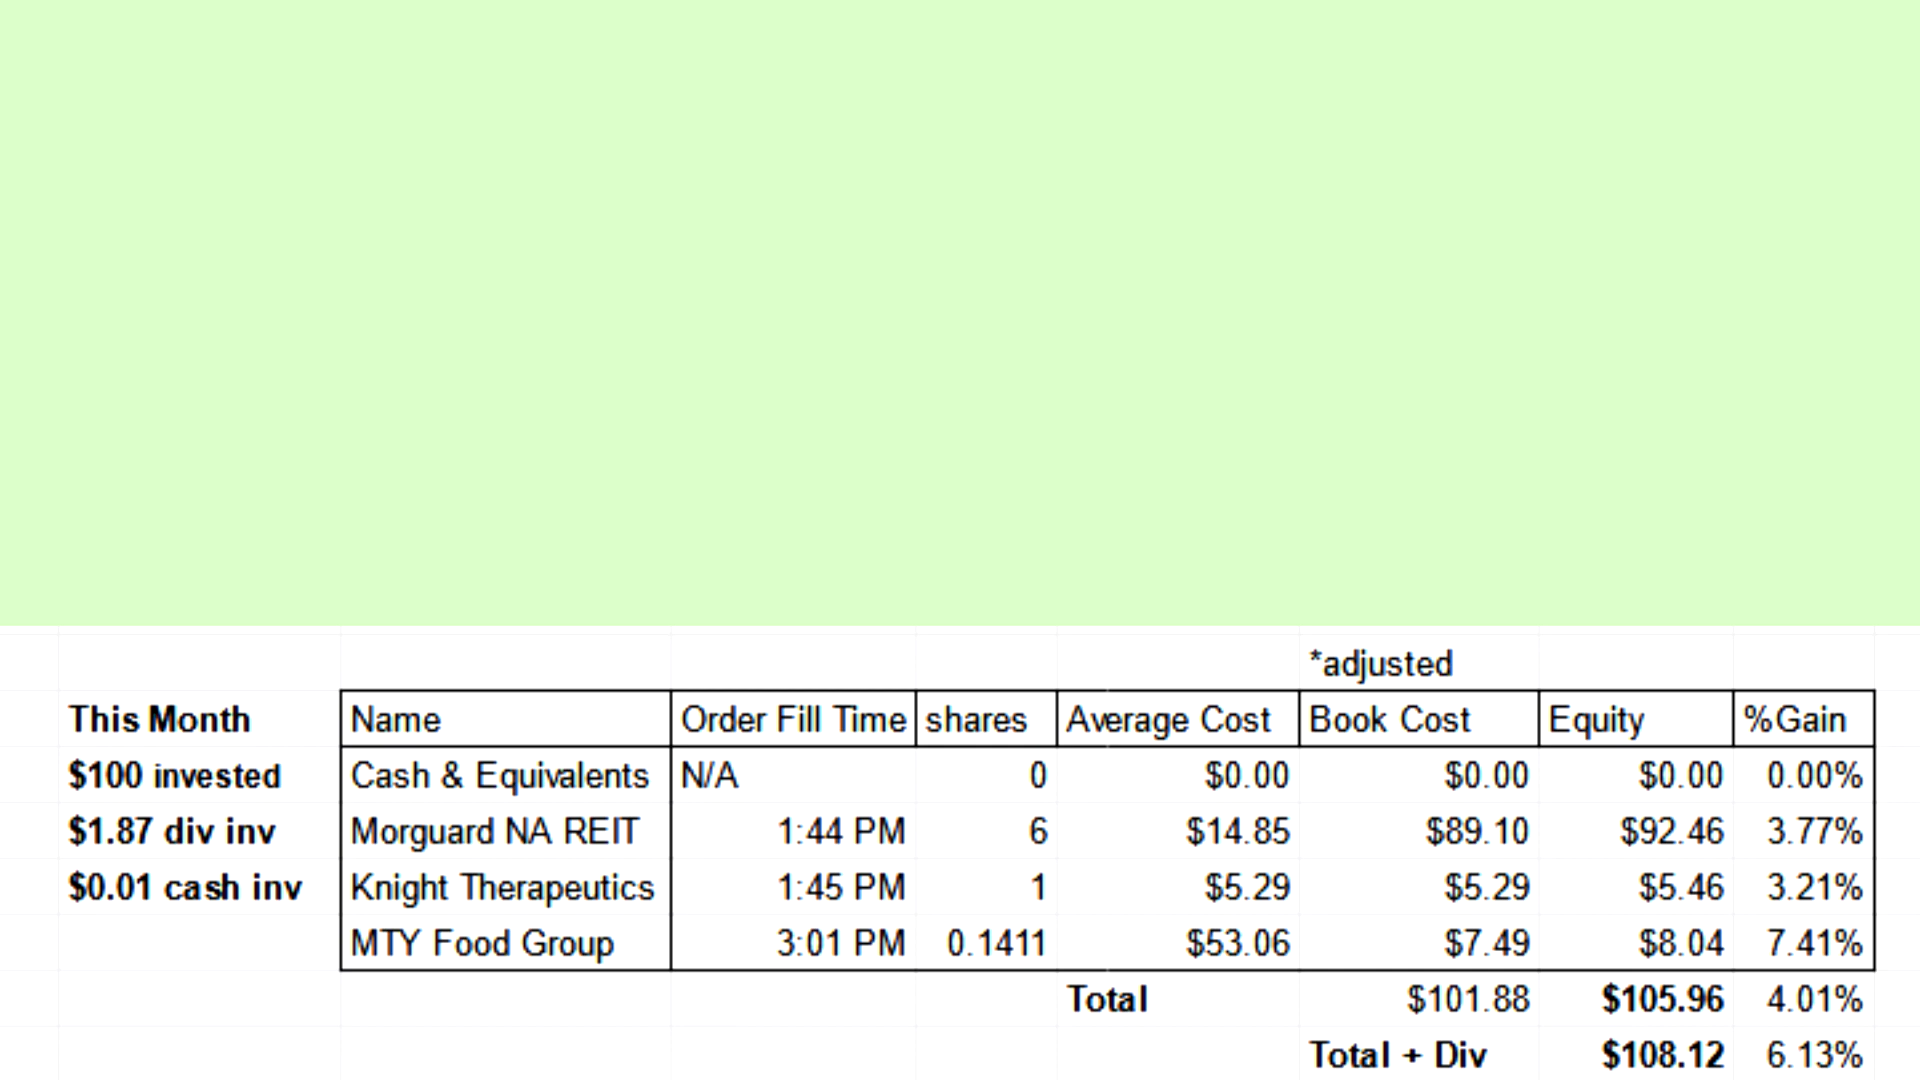 *adjusted
This Month Name Order Fill Time shares Average Cost Book Cost Equity %Gain
$100 invested Cash & Equivalents N/A 0 $0.00 $0.00 $0.00 0.00%
$1.87 div inv Morguard NA REIT 1:44 PM 6 $14.85 $89.10 $92.46 3.77%
$0.01 cash inv Knight Therapeutics 1:45 PM 1 $5.29 $5.29 $5.46 3.21%
MTY Food Group 3:01 PM 0.1411 $53.06 $7.49 $8.04 7.41%
Total $101.88 $105.96 4.01%
Total + Div $108.12 6.13%